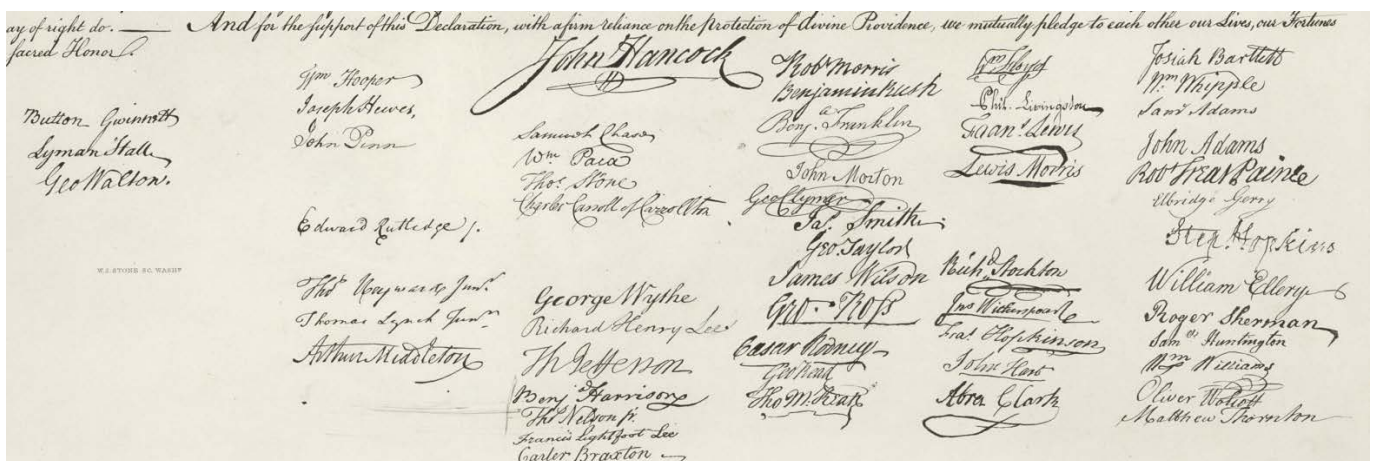 ay of right do. — And for the support of this Declaration, with a firm reliance on the protection of divine Providence, we mutually pledge to each other our Lives, our Fortunes
sacred Honor.
Button Gwinnett
Lyman Hall
Geo Walton.
W. J. STONE SC. WASHN
Wm Hooper
Joseph Hewes,
John Penn
Edward Rutledge /.
Thos Heyward Junr.
Thomas Lynch Junr.
Arthur Middleton
John Hancock
Samuel Chase
Wm. Paca
Thos. Stone
Charles Carroll of Carrollton
George Wythe
Richard Henry Lee
Th Jefferson
Benj Harrison
Thos Nelson jr.
Francis Lightfoot Lee
Carter Braxton
Robt Morris
Benjamin Rush
Benj. Franklin
John Morton
Geo Clymer
Jas. Smith
Geo. Taylor
James Wilson
Geo. Ross
Caesar Rodney
Geo Read
Tho M:Kean
Wm Floyd
Phil. Livingston
Frans. Lewis
Lewis Morris
Richd. Stockton
Jno Witherspoon
Fras. Hopkinson
John Hart
Abra Clark
Josiah Bartlett
Wm. Whipple
Saml Adams
John Adams
Robt Treat Paine
Elbridge Gerry
Step. Hopkins
William Ellery
Roger Sherman
Saml Huntington
Wm Williams
Oliver Wolcott
Matthew Thornton